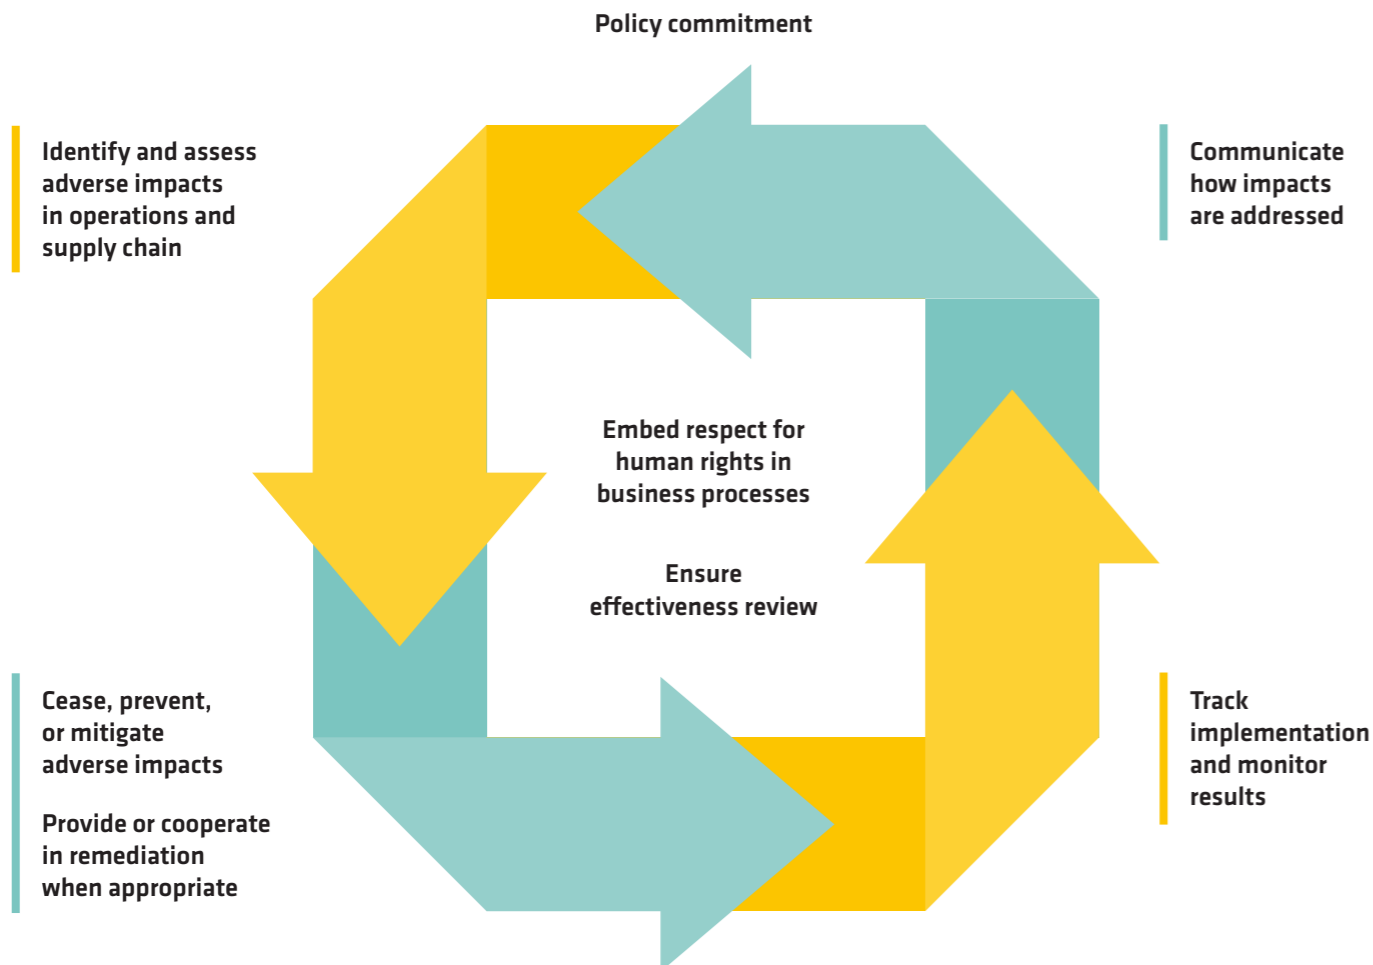 Policy commitment
Identify and assess
adverse impacts
in operations and
supply chain
Communicate
how impacts
are addressed
Embed respect for
human rights in
business processes
Ensure
effectiveness review
Cease, prevent,
or mitigate
adverse impacts
Provide or cooperate
in remediation
when appropriate
Track
implementation
and monitor
results